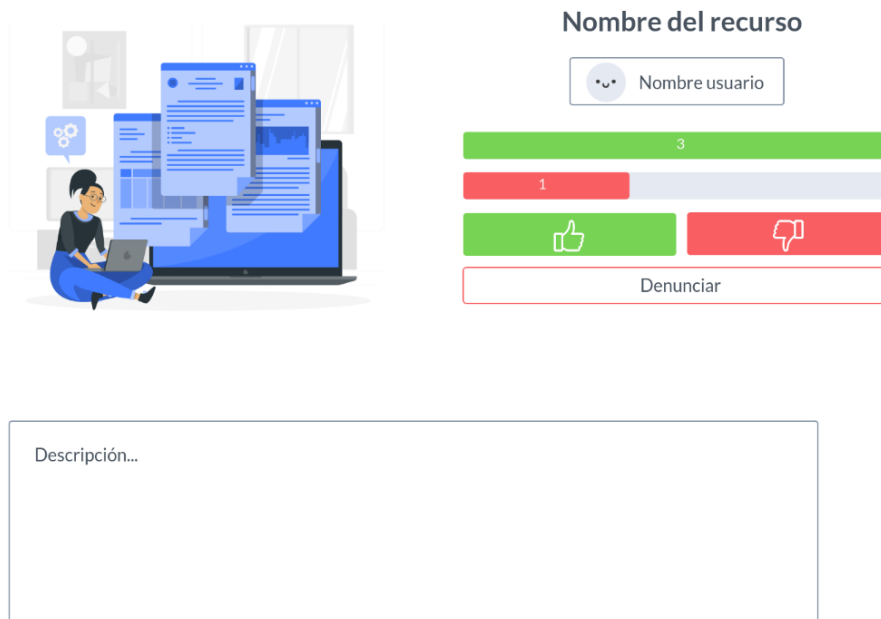 Nombre del recurso
Nombre usuario
3
1
Denunciar
Descripción...